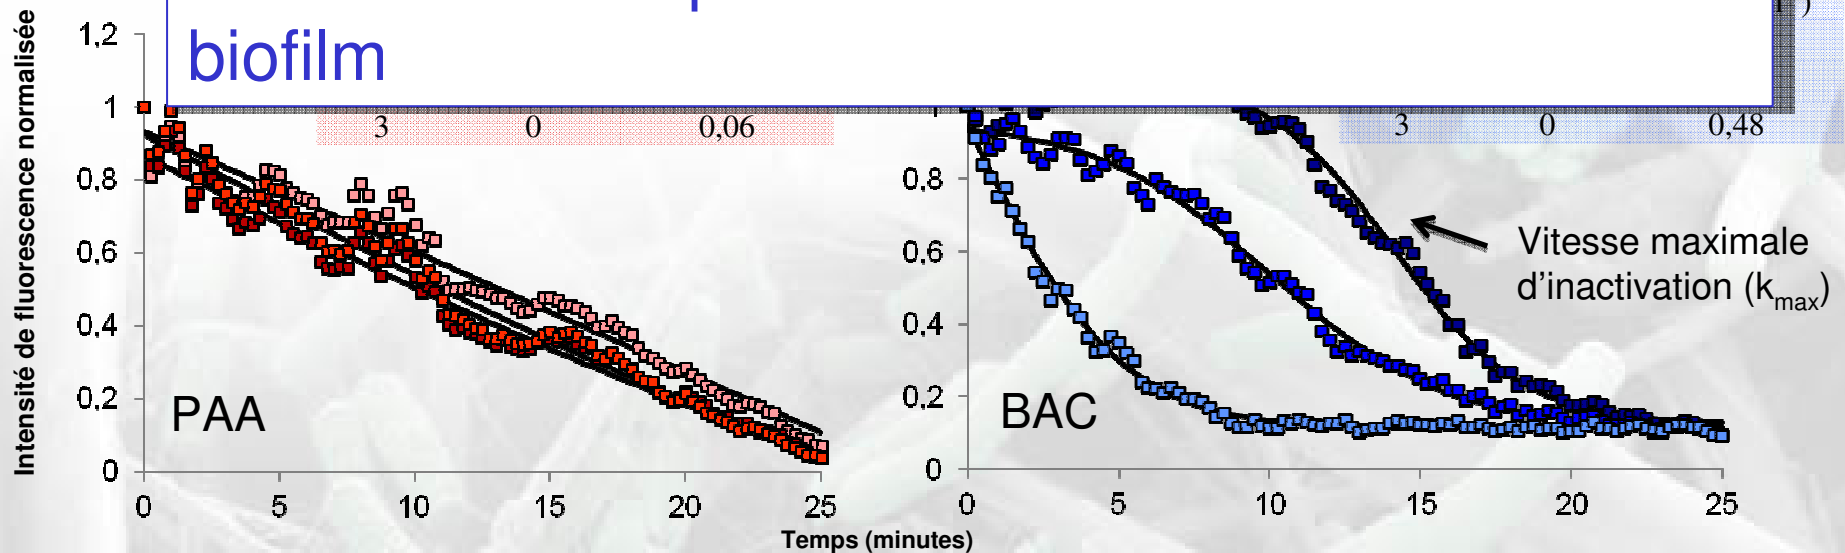 biofilm
Intensité de fluorescence normalisée
1,2
1
0,8
0,6
0,4
0,2
0
3 0 0,06
PAA
0 5 10 15 20 25
3 0 0,48
0,8
0,6
0,4
0,2
0
Vitesse maximale
d’inactivation (kmax)
BAC
0 5 10 15 20 25
Temps (minutes)